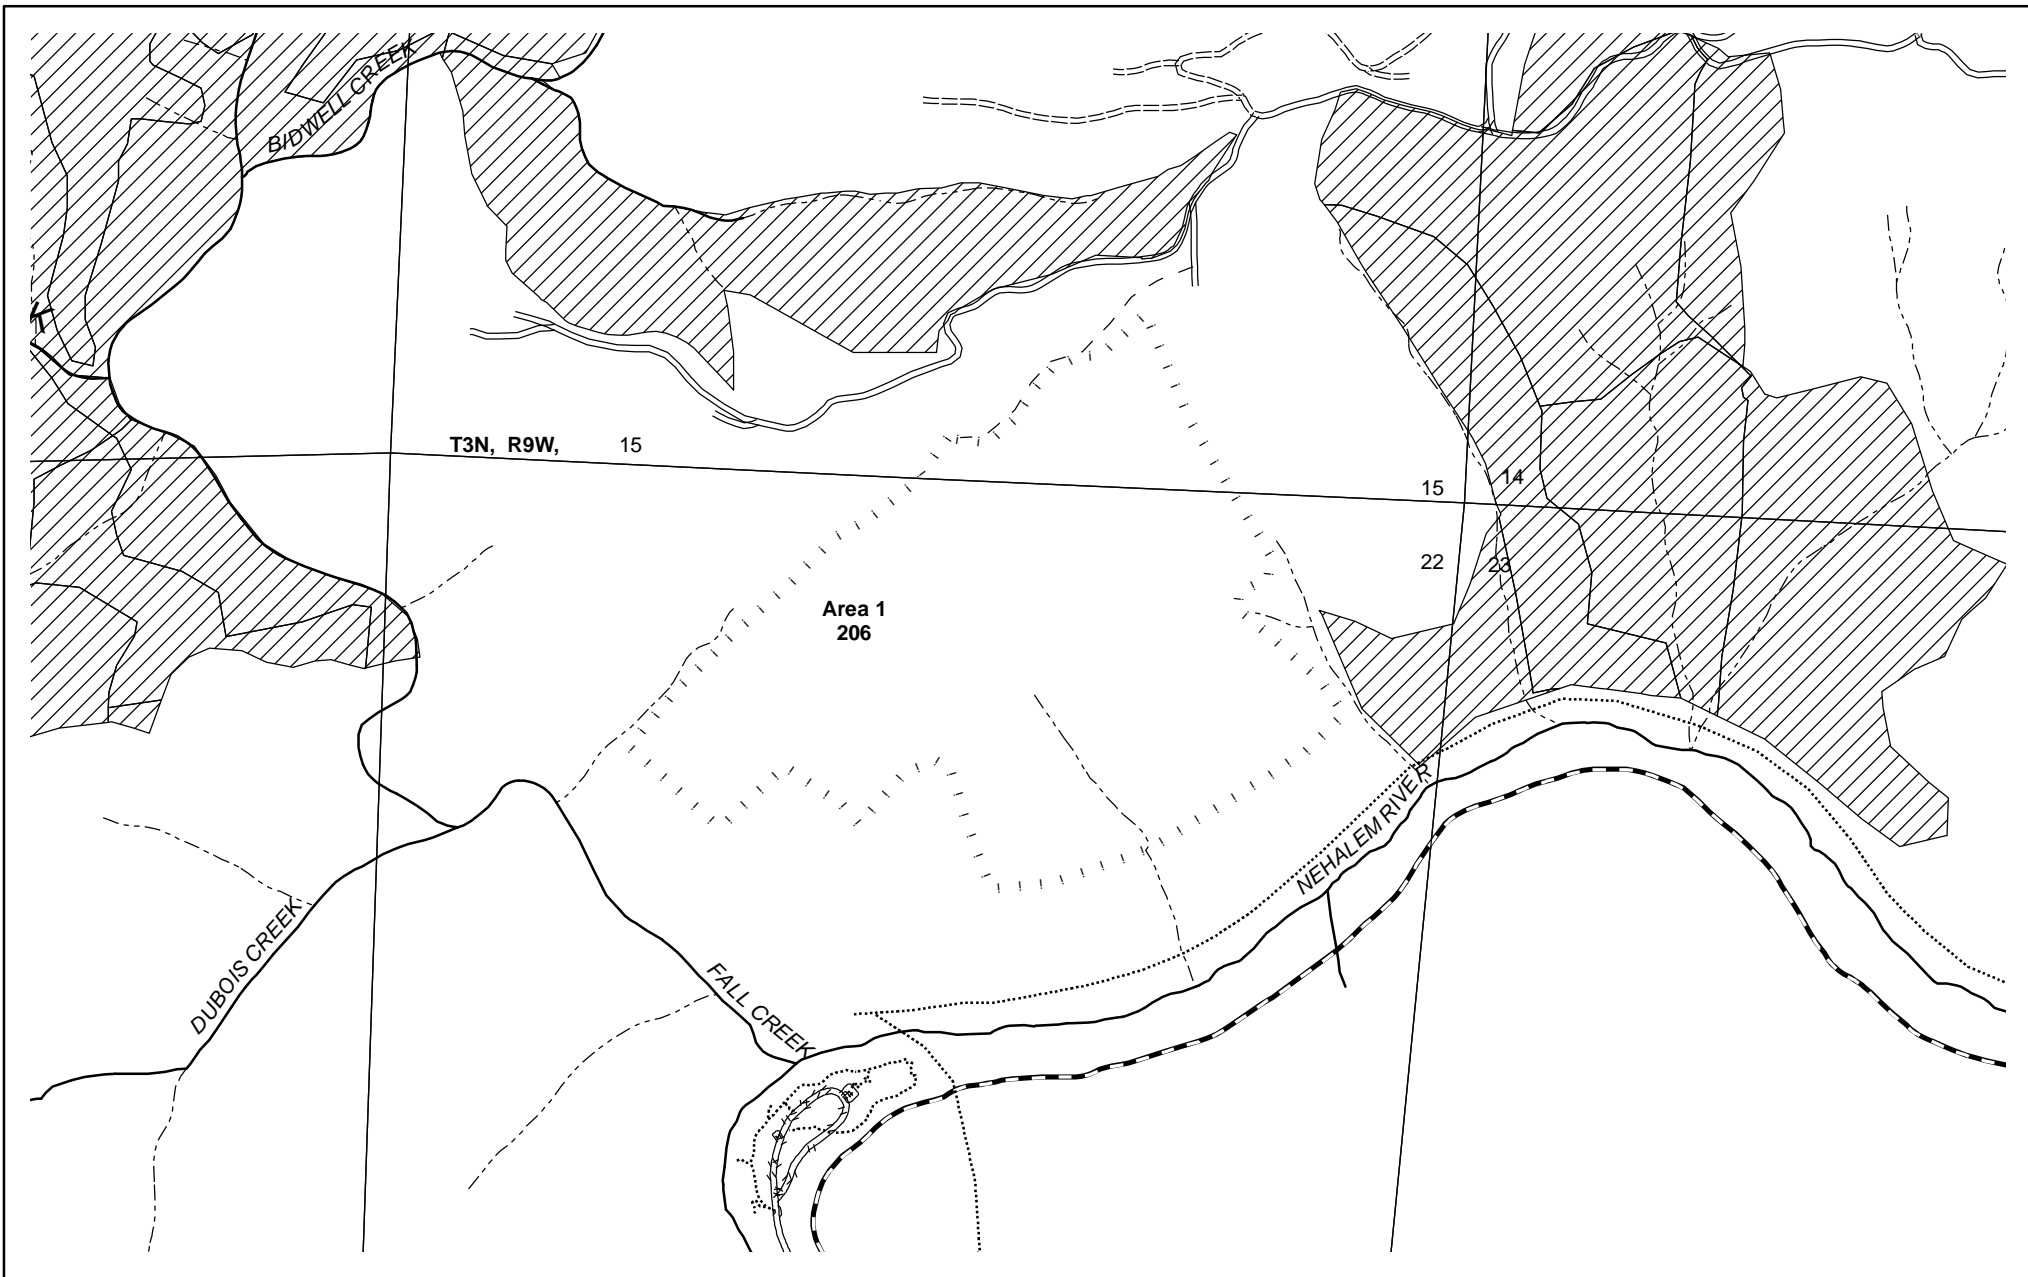 BIDWELL CREEK
K
T3N, R9W, 15
15 14
22 23
Area 1
206
NEHALEM RIVER
DUBOIS CREEK
FALL CREEK